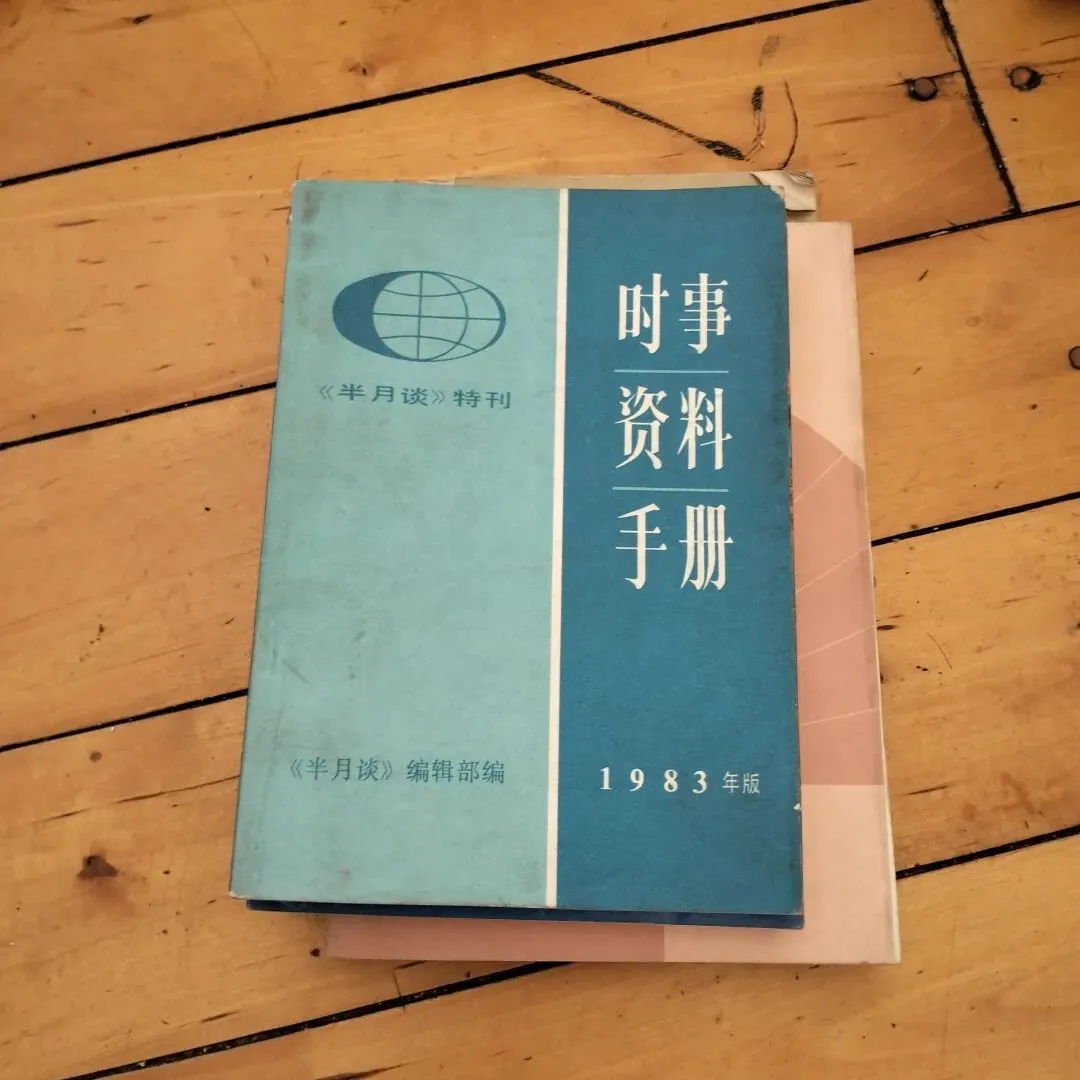 《半月谈》特刊
《半月谈》编辑部编
时事
资料
手册
1983年版